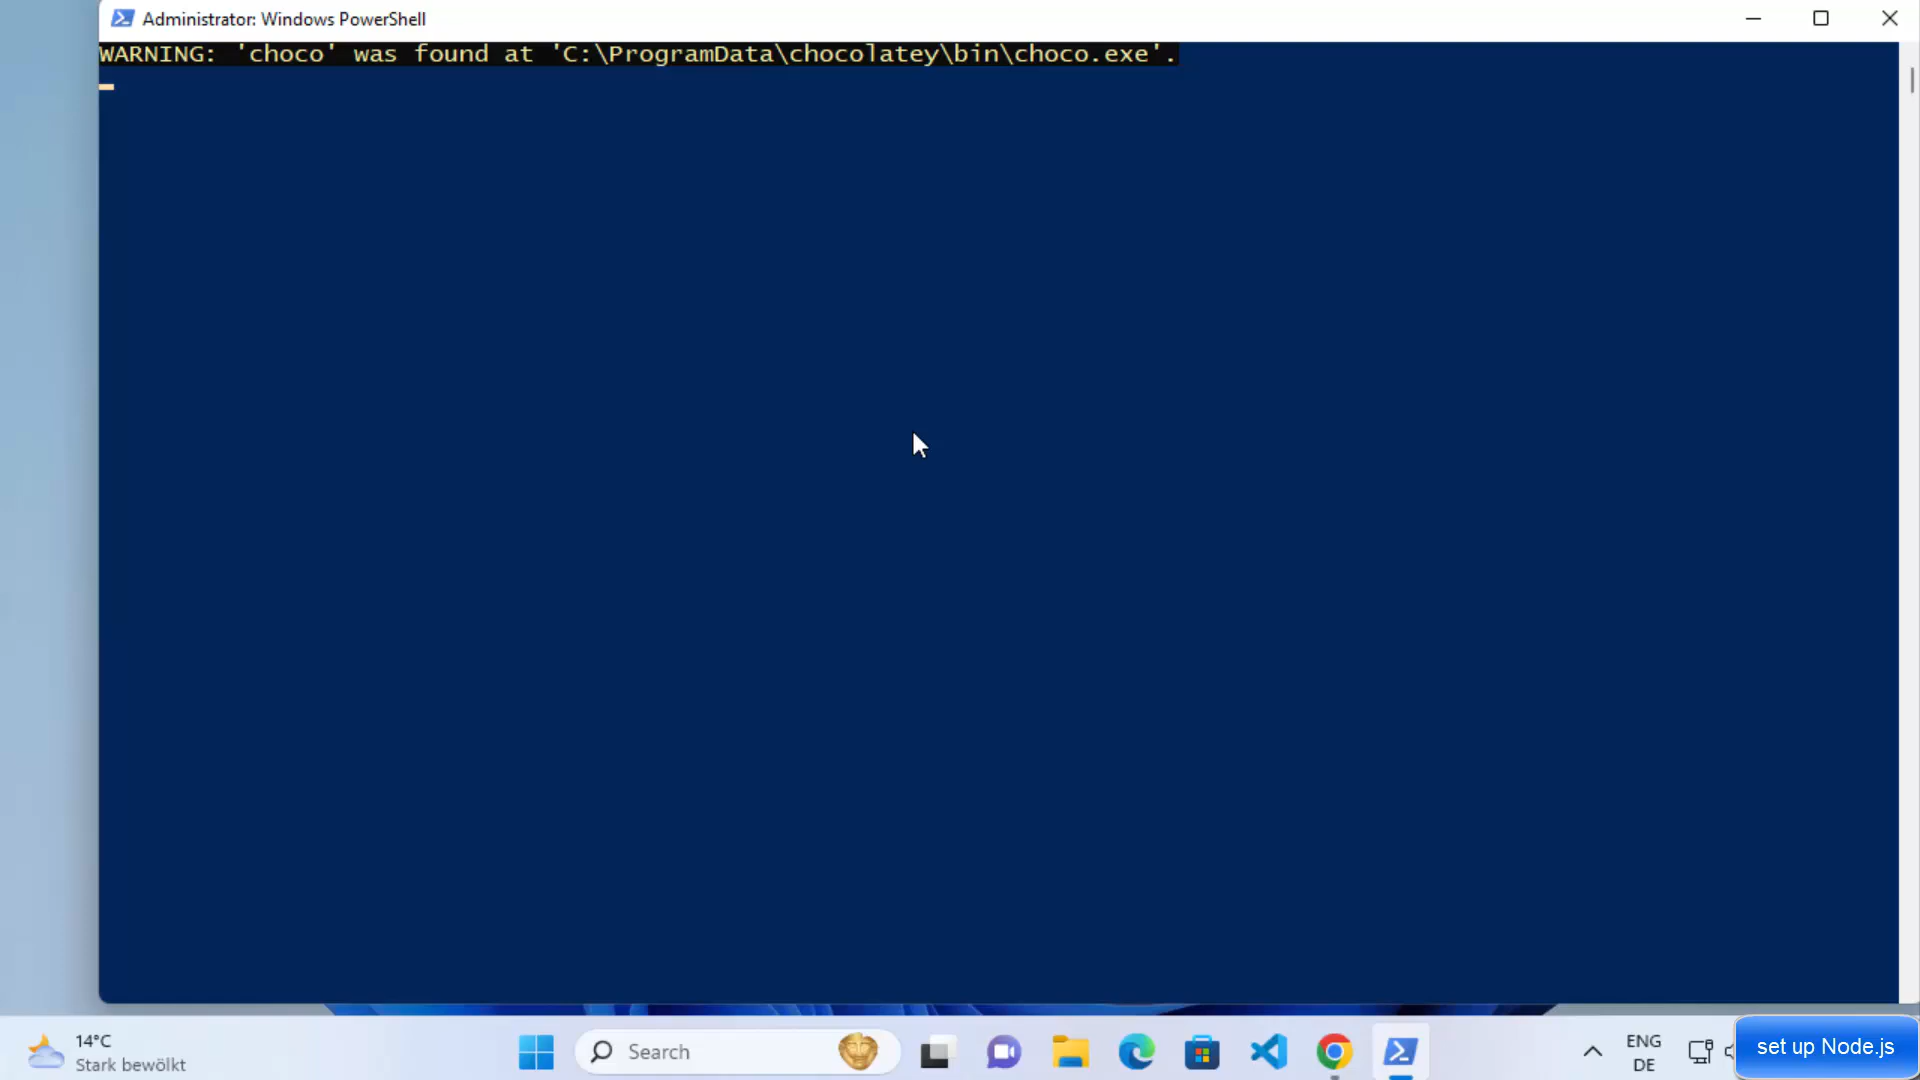 Administrator: Windows PowerShell
WARNING: 'choco' was found at 'C:\ProgramData\chocolatey\bin\choco.exe'.
14°C
Stark bewölkt
Search
ENG
DE
set up Node.js